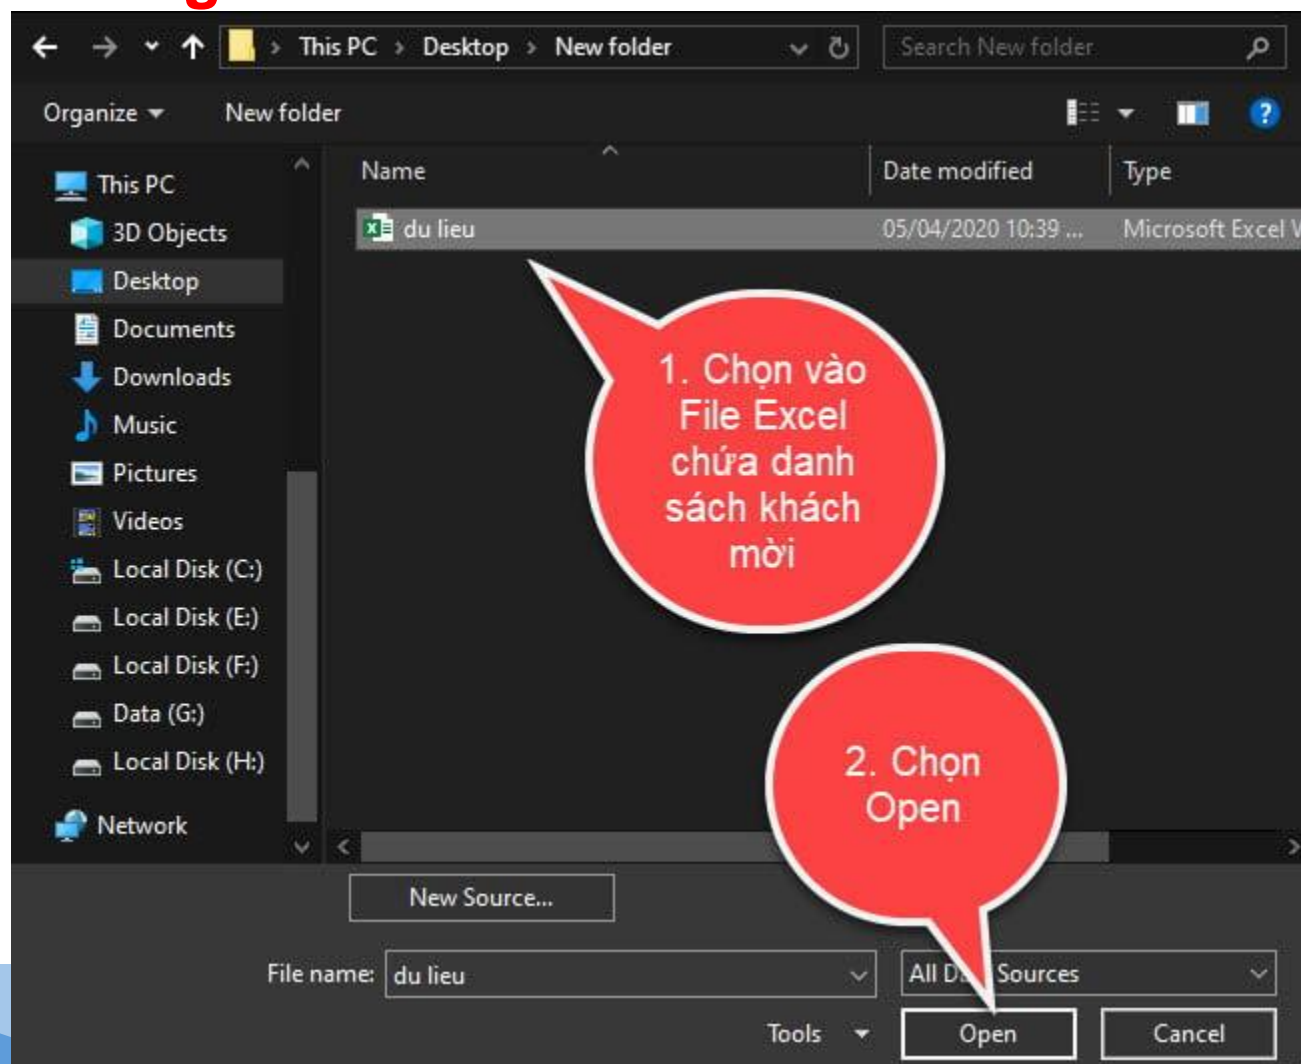 This PC > Desktop > New folder
Search New folder
Organize
New folder
Name
Date modified
Type
This PC
3D Objects
Desktop
Documents
Downloads
Music
Pictures
Videos
Local Disk (C:)
Local Disk (E:)
Local Disk (F:)
Data (G:)
Local Disk (H:)
Network
du lieu
05/04/2020 10:39 ...
Microsoft Excel W
1. Chọn vào
File Excel
chứa danh
sách khách
mời
2. Chọn
Open
New Source...
File name:
du lieu
All Sources
Tools
Open
Cancel